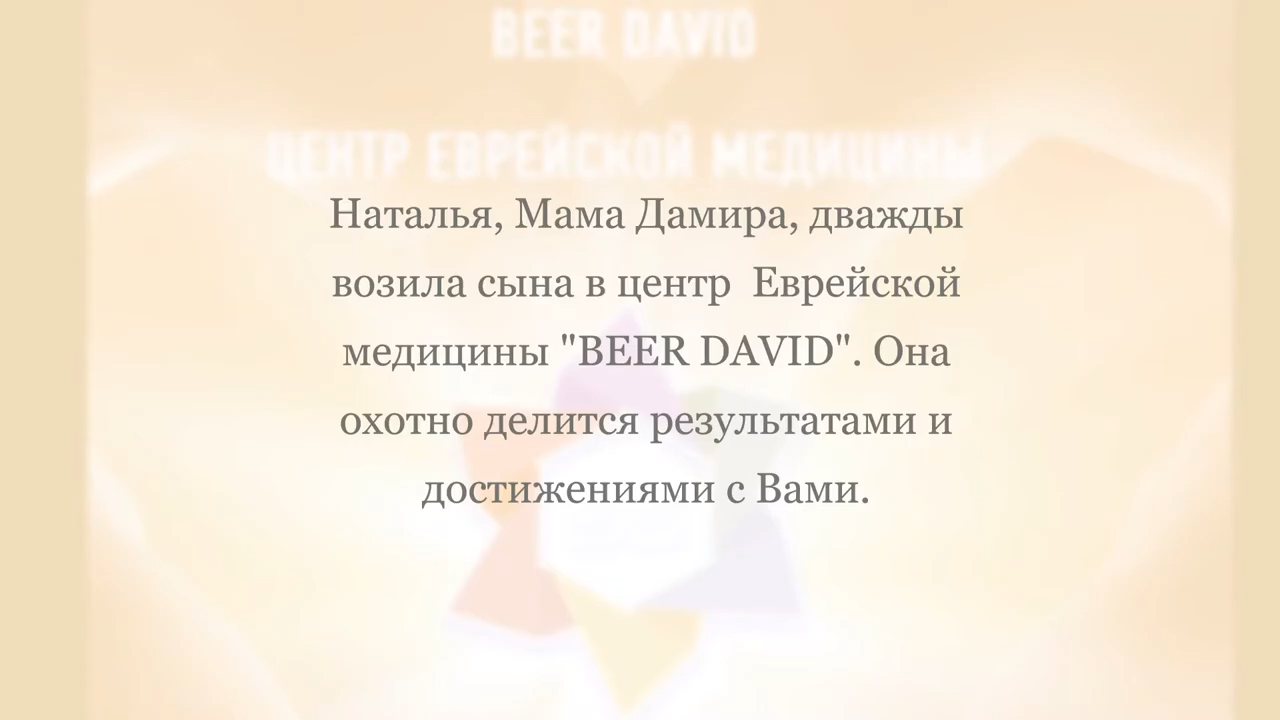 BEER DAVID
ЦЕНТР ЕВРЕЙСКОЙ МЕДИЦИНЫ
Наталья, Мама Дамира, дважды
возила сына в центр  Еврейской
медицины "BEER DAVID". Она
охотно делится результатами и
достижениями с Вами.